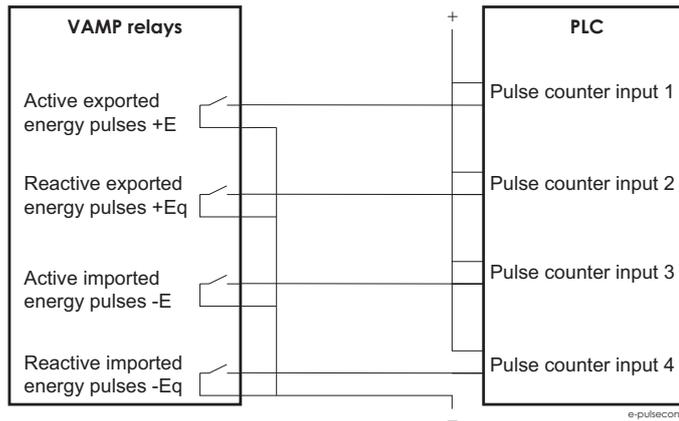 VAMP relays
+
PLC
Active exported
energy pulses +E
Pulse counter input 1
Reactive exported
energy pulses +Eq
Pulse counter input 2
Active imported
energy pulses -E
Pulse counter input 3
Reactive imported
energy pulses -Eq
Pulse counter input 4
-
e-pulsecon